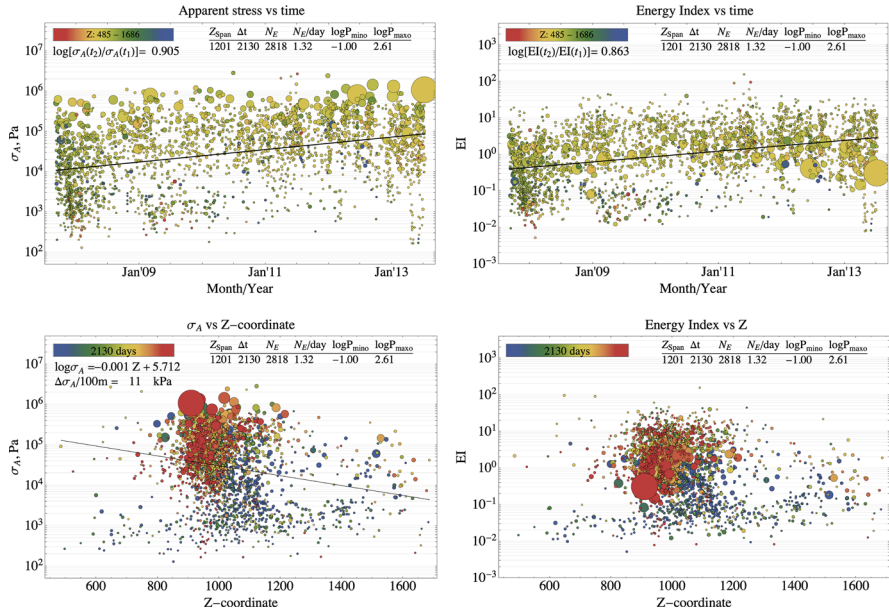 Apparent stress vs time
Z: 485 − 1686
log[σA(t2)/σA(t1)]= 0.905
ZSpan Δt NE NE/day logPmino logPmaxo
1201 2130 2818 1.32 −1.00 2.61
σA, Pa
10^7
10^6
10^5
10^4
10^3
10^2
Jan'09 Jan'11 Jan'13
Month/Year
Energy Index vs time
Z: 485 − 1686
log[EI(t2)/EI(t1)]= 0.863
ZSpan Δt NE NE/day logPmino logPmaxo
1201 2130 2818 1.32 −1.00 2.61
EI
10^3
10^2
10^1
10^0
10^−1
10^−2
10^−3
Jan'09 Jan'11 Jan'13
Month/Year
σA vs Z−coordinate
2130 days
logσA =−0.001 Z + 5.712
ΔσA/100m = 11 kPa
ZSpan Δt NE NE/day logPmino logPmaxo
1201 2130 2818 1.32 −1.00 2.61
σA, Pa
10^7
10^6
10^5
10^4
10^3
10^2
600 800 1000 1200 1400 1600
Z−coordinate
Energy Index vs Z
2130 days
ZSpan Δt NE NE/day logPmino logPmaxo
1201 2130 2818 1.32 −1.00 2.61
EI
10^3
10^2
10^1
10^0
10^−1
10^−2
10^−3
600 800 1000 1200 1400 1600
Z−coordinate